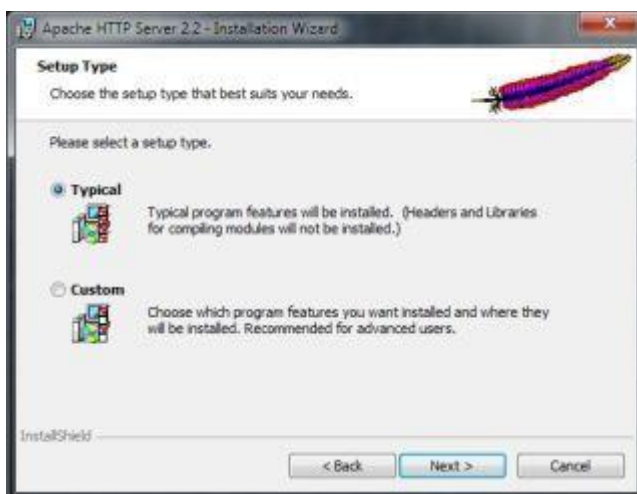 Apache HTTP Server 2.2 - Installation Wizard
Setup Type
Choose the setup type that best suits your needs.
Please select a setup type.
Typical
Typical program features will be installed. (Headers and Libraries
for compiling modules will not be installed.)
Custom
Choose which program features you want installed and where they
will be installed. Recommended for advanced users.
InstallShield
< Back
Next >
Cancel